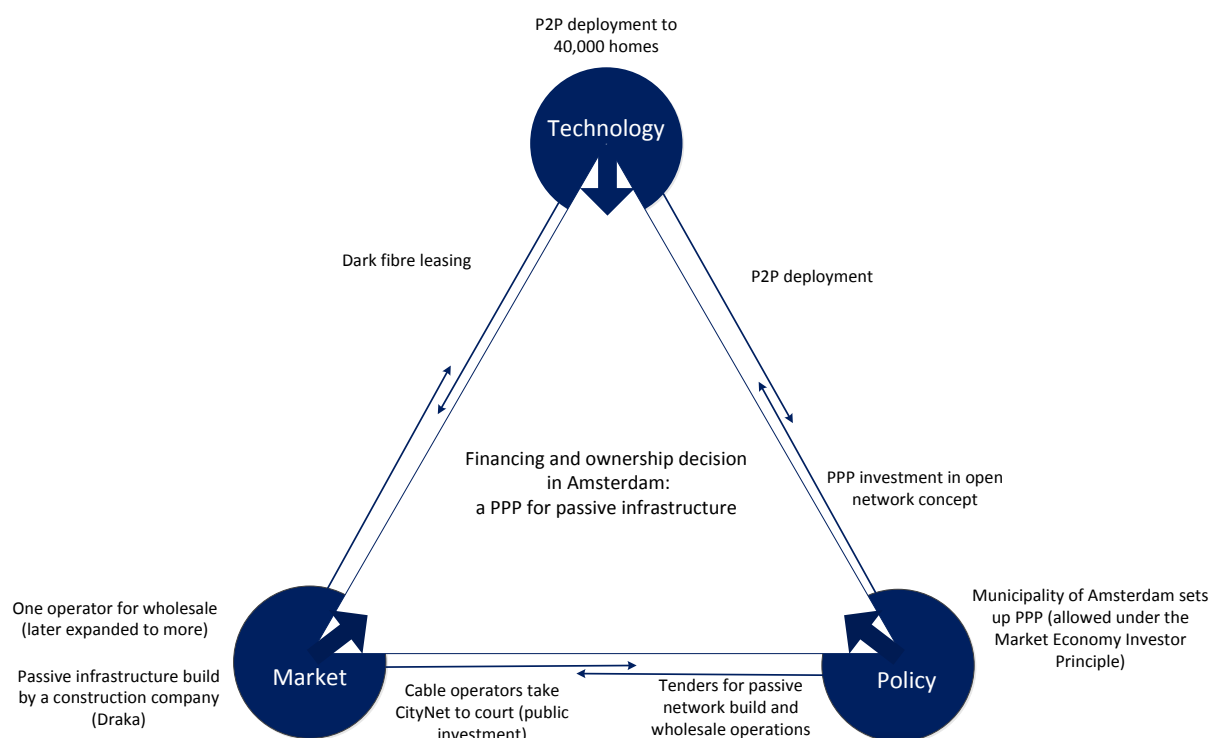 P2P deployment to
40,000 homes
Technology
Dark fibre leasing
P2P deployment
Financing and ownership decision
in Amsterdam:
a PPP for passive infrastructure
PPP investment in open
network concept
One operator for wholesale
(later expanded to more)
Passive infrastructure build
by a construction company
(Draka)
Market
Cable operators take
CityNet to court (public
investment)
Tenders for passive
network build and
wholesale operations
Policy
Municipality of Amsterdam sets
up PPP (allowed under the
Market Economy Investor
Principle)